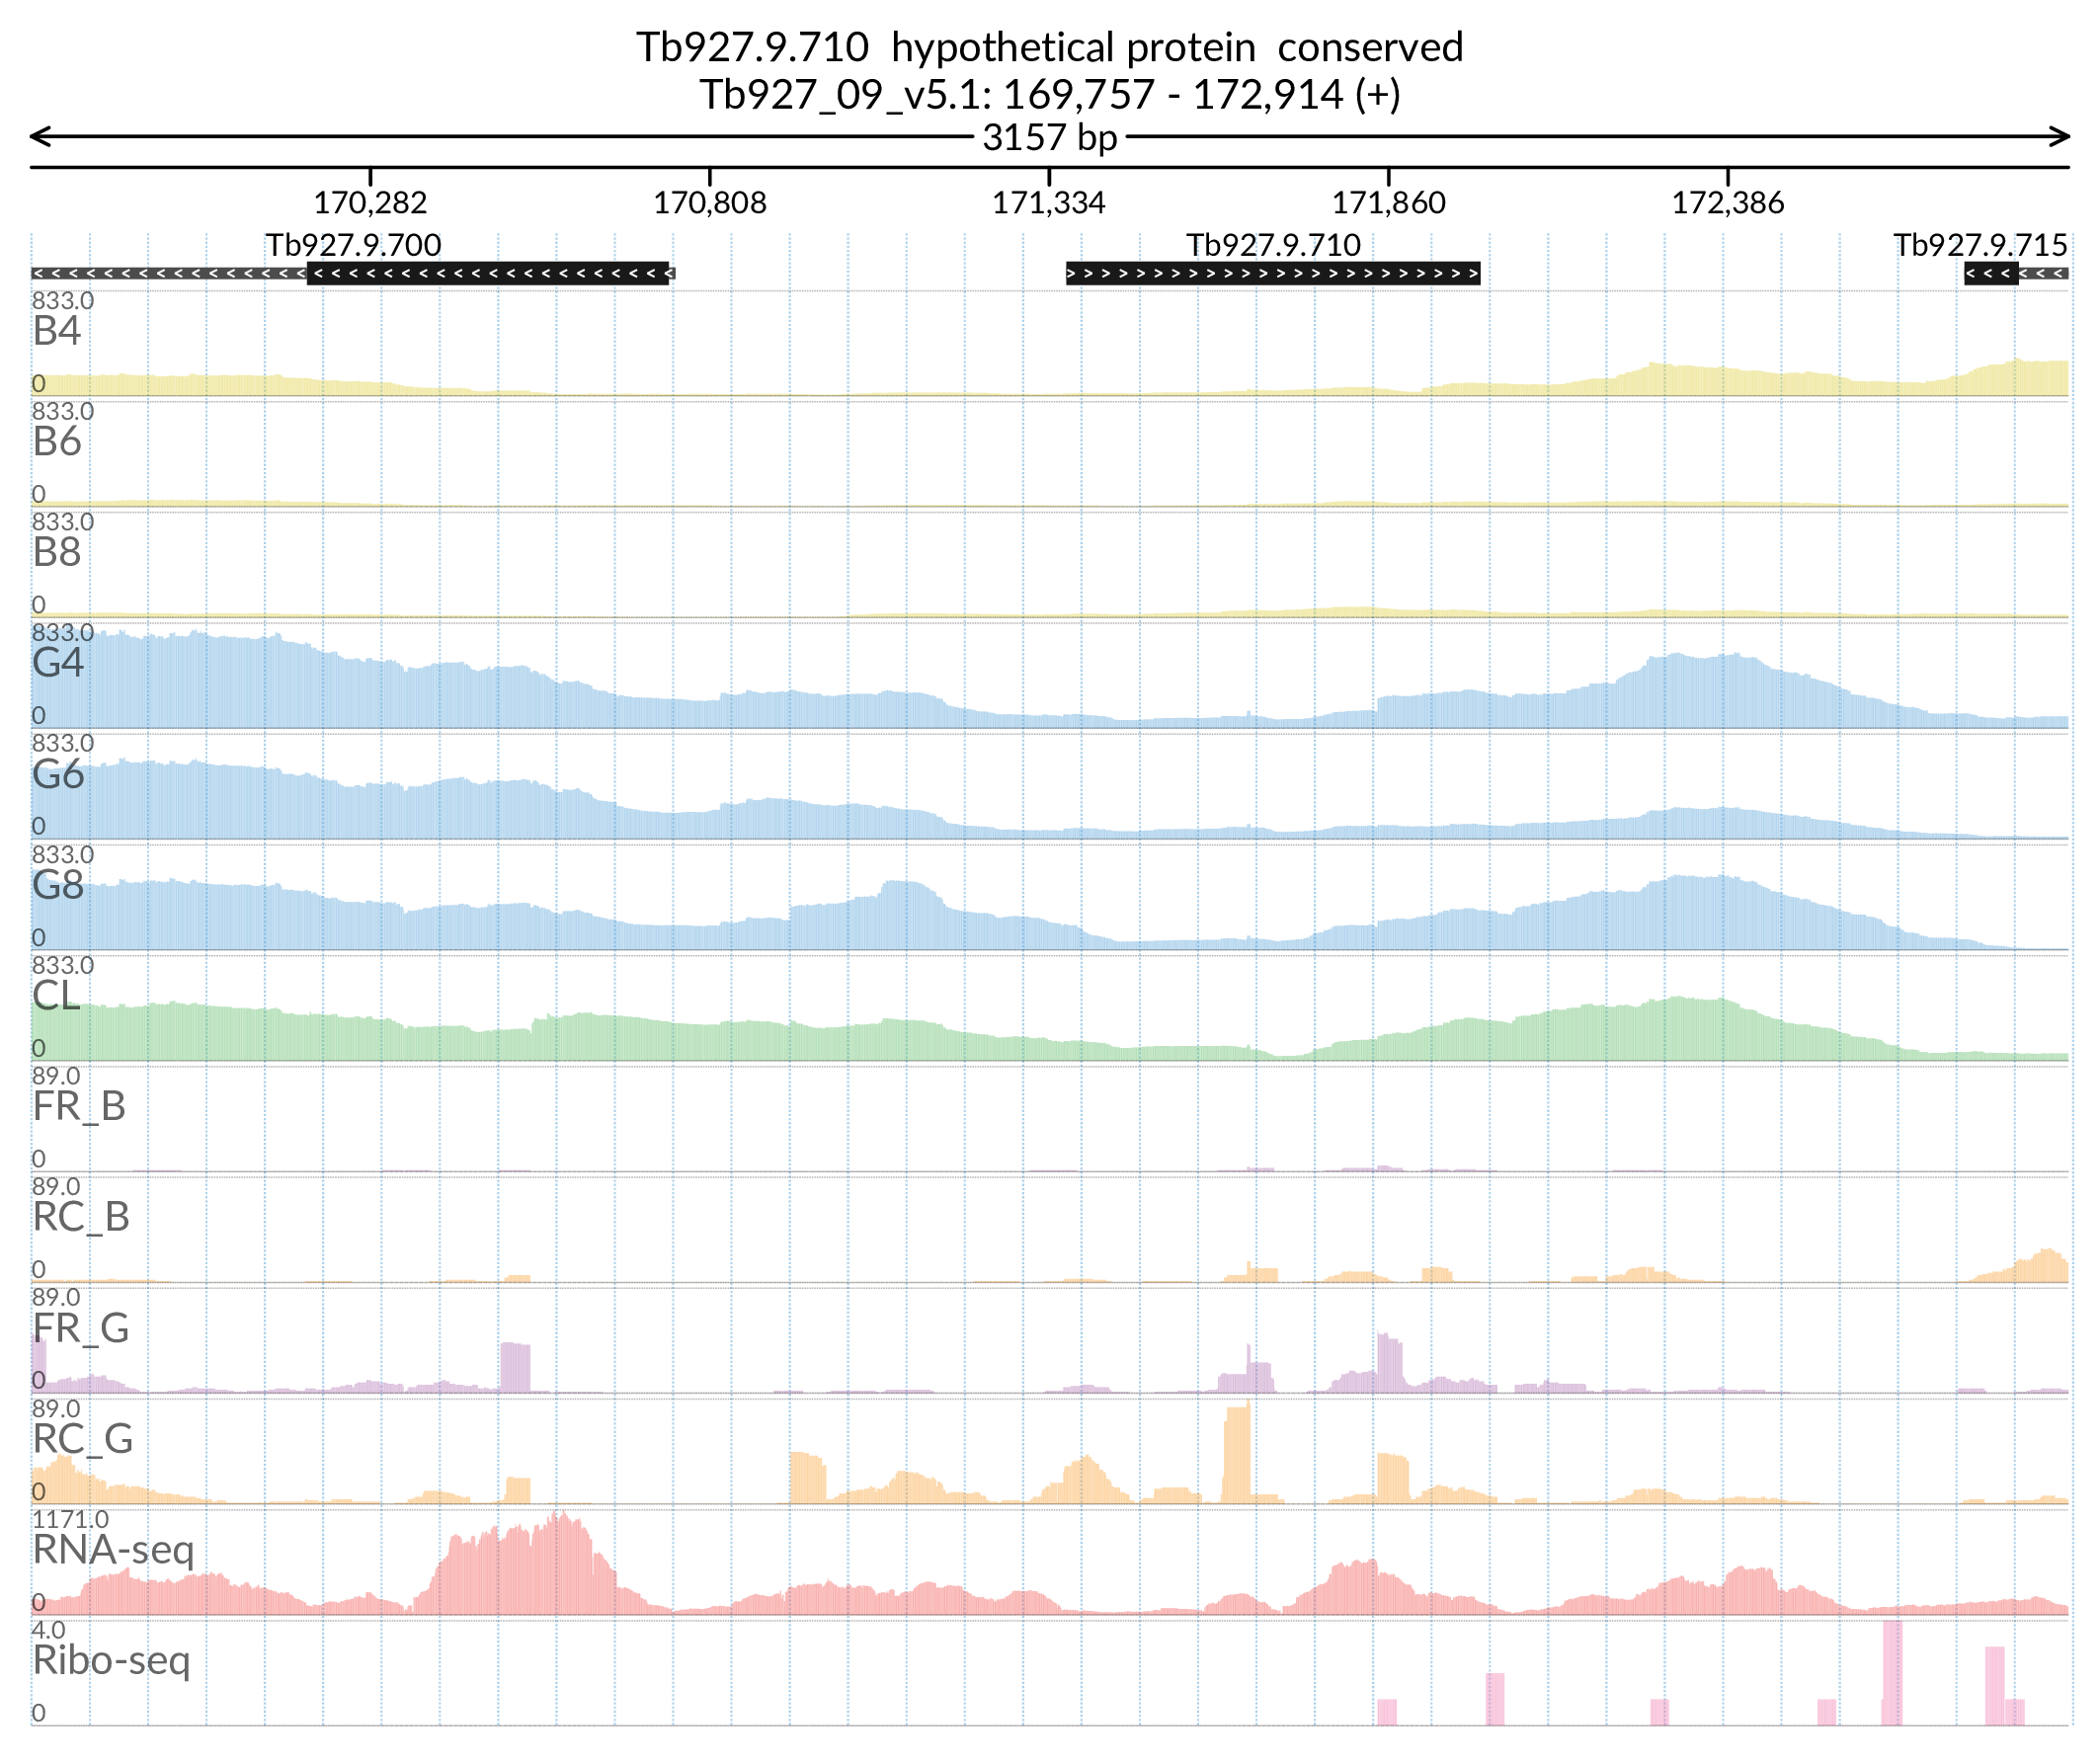 Tb927.9.710  hypothetical protein  conserved
Tb927_09_v5.1: 169,757 - 172,914 (+)
3157 bp
170,282 170,808 171,334 171,860 172,386
Tb927.9.700 Tb927.9.710 Tb927.9.715
833.0
B4
0
833.0
B6
0
833.0
B8
0
833.0
G4
0
833.0
G6
0
833.0
G8
0
833.0
CL
0
89.0
FR_B
0
89.0
RC_B
0
89.0
FR_G
0
89.0
RC_G
0
1171.0
RNA-seq
0
4.0
Ribo-seq
0